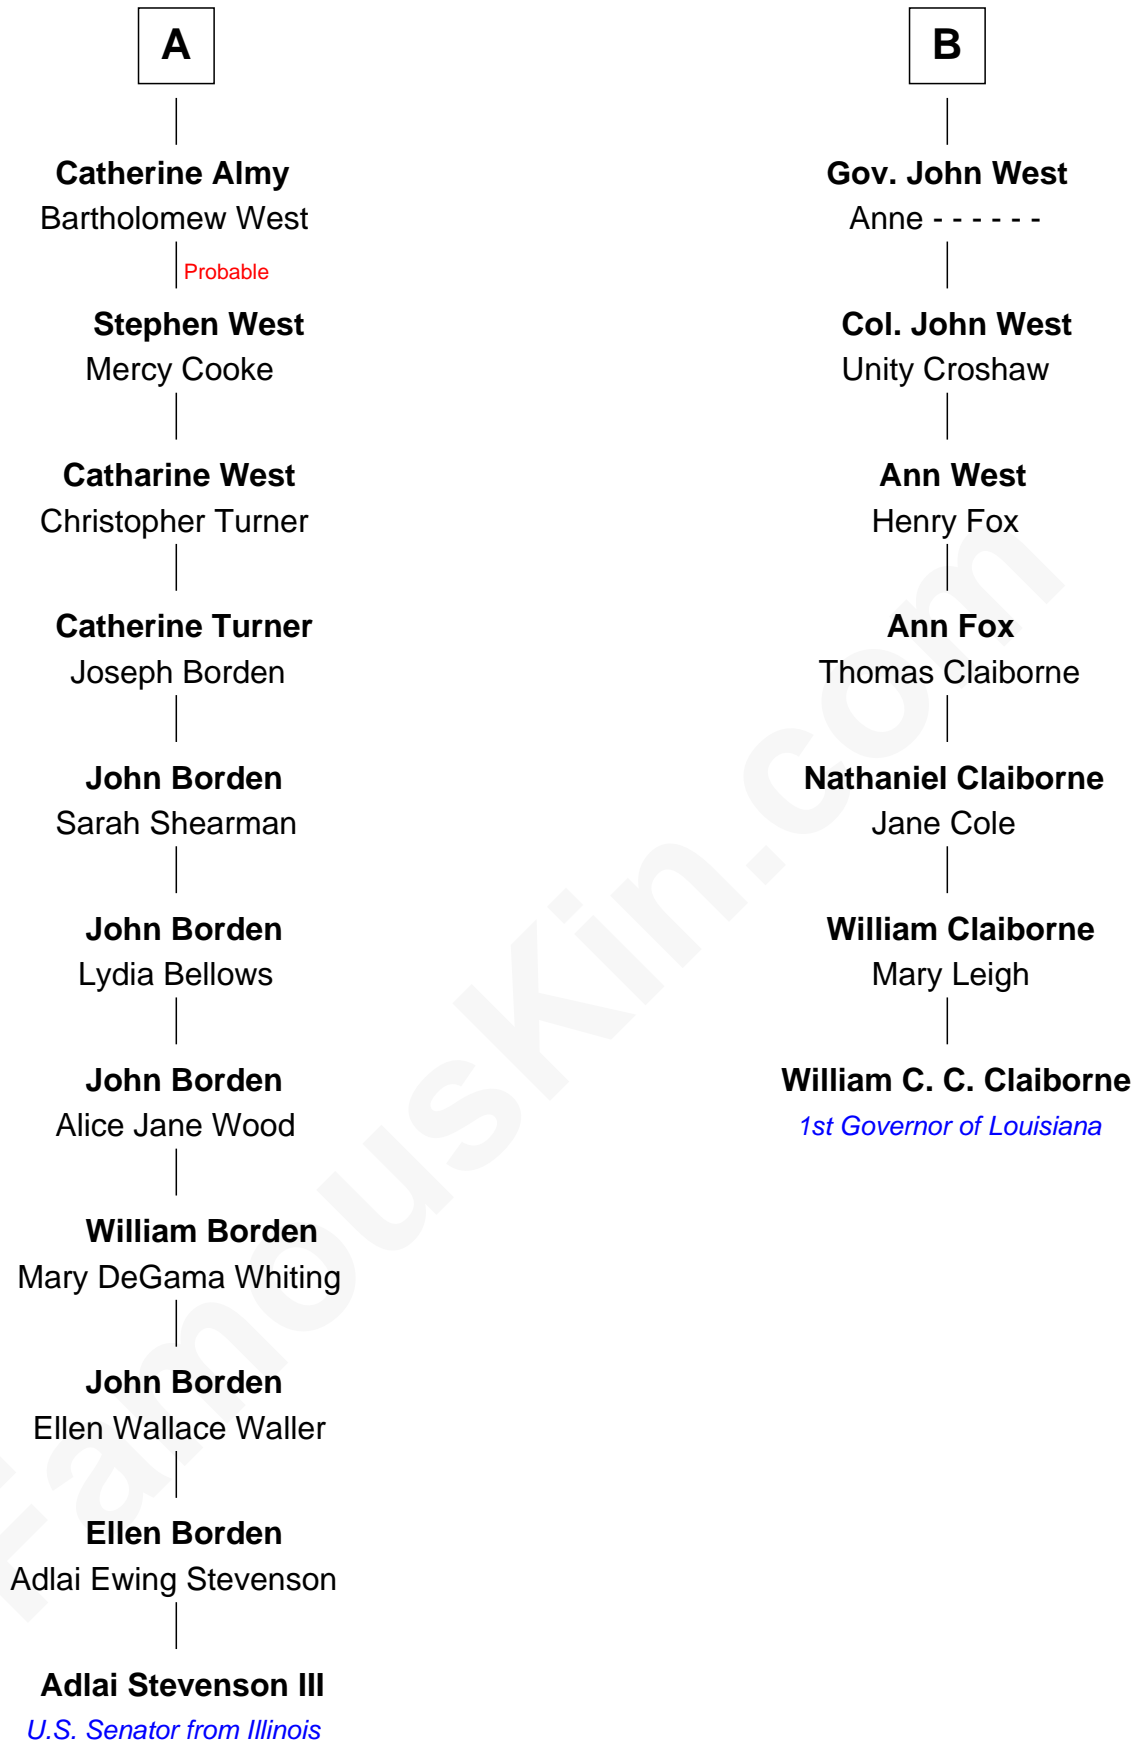 A
Catherine Almy
Bartholomew West
Probable
Stephen West
Mercy Cooke
Catharine West
Christopher Turner
Catherine Turner
Joseph Borden
John Borden
Sarah Shearman
John Borden
Lydia Bellows
John Borden
Alice Jane Wood
William Borden
Mary DeGama Whiting
John Borden
Ellen Wallace Waller
Ellen Borden
Adlai Ewing Stevenson
Adlai Stevenson III
U.S. Senator from Illinois
B
Gov. John West
Anne - - - - - -
Col. John West
Unity Croshaw
Ann West
Henry Fox
Ann Fox
Thomas Claiborne
Nathaniel Claiborne
Jane Cole
William Claiborne
Mary Leigh
William C. C. Claiborne
1st Governor of Louisiana
FamousKin.com